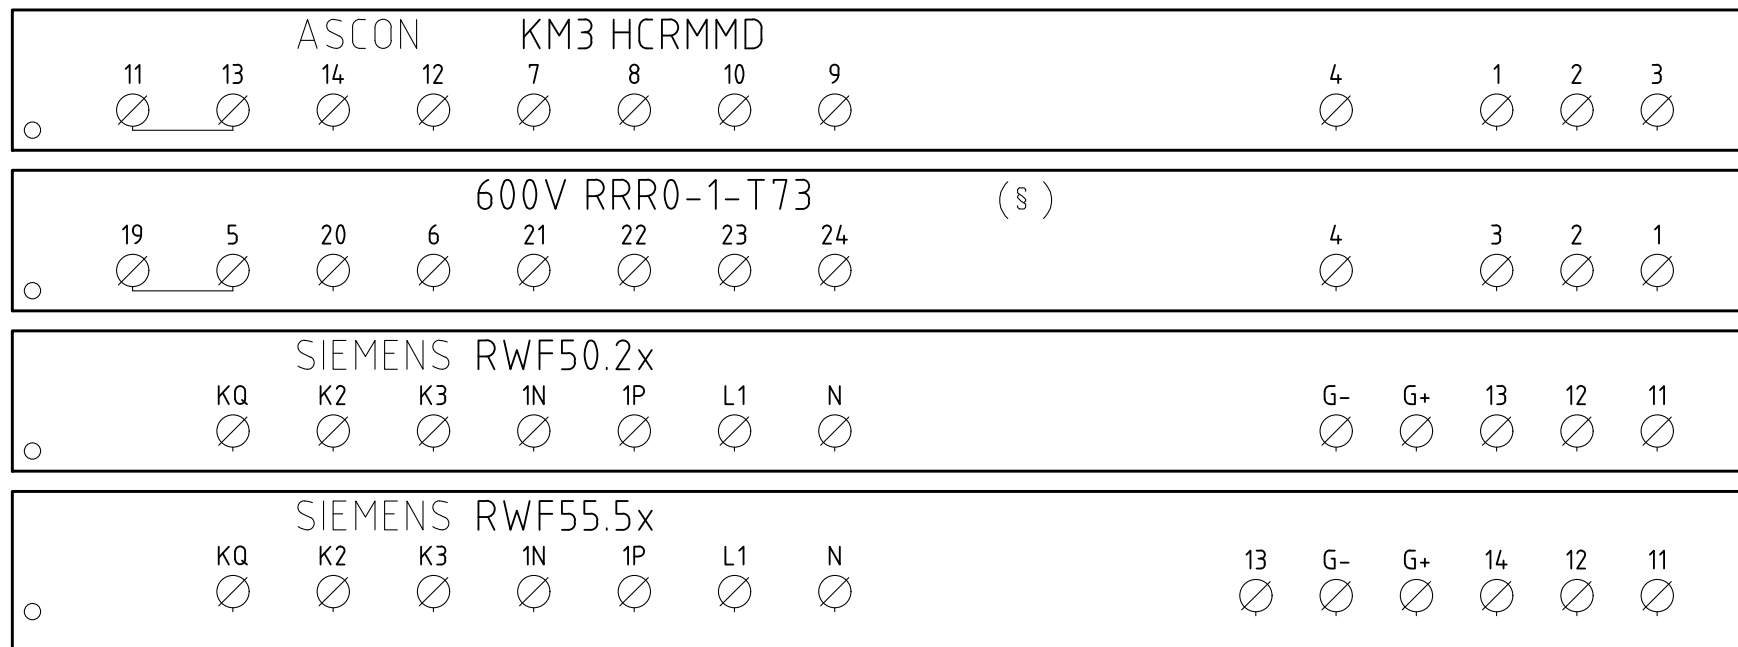 ASCON KM3 HCRMMD
11 13 14 12 7 8 10 9 4 1 2 3
600V RRR0-1-T73 (§)
19 5 20 6 21 22 23 24 4 3 2 1
SIEMENS RWF50.2x
KQ K2 K3 1N 1P L1 N G- G+ 13 12 11
SIEMENS RWF55.5x
KQ K2 K3 1N 1P L1 N 13 G- G+ 14 12 11